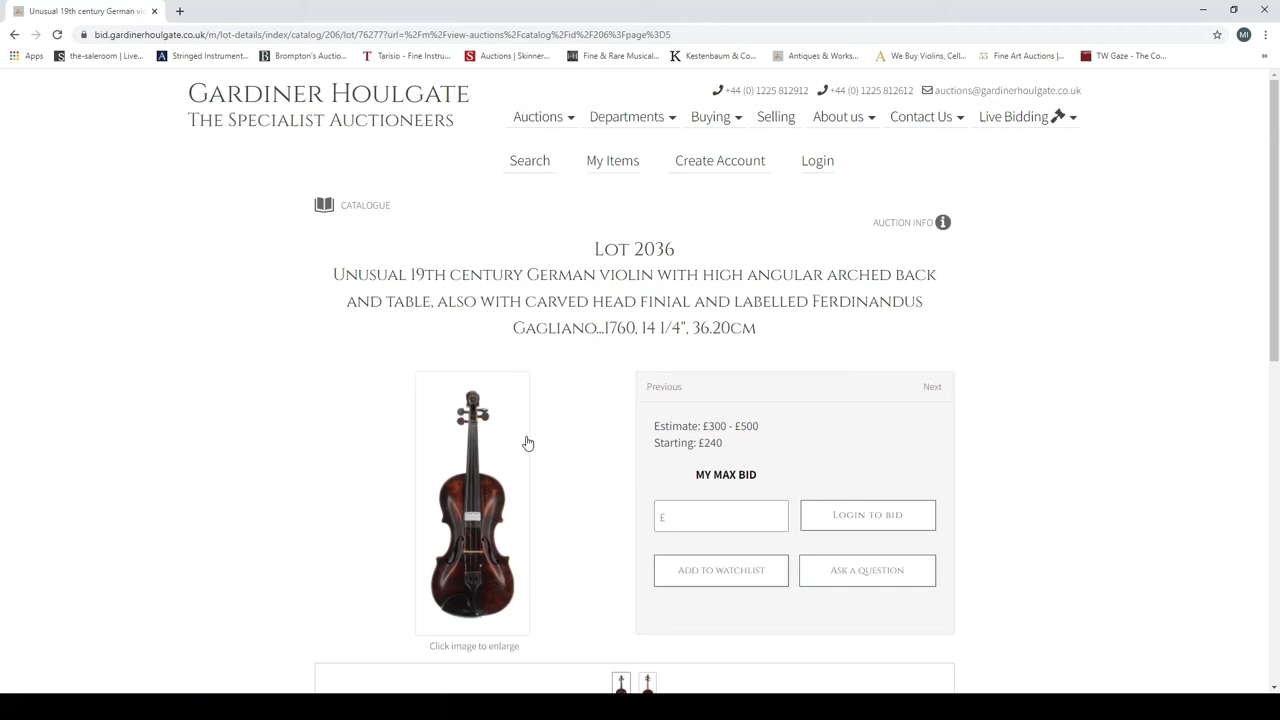 Unusual 19th century German vi
bid.gardinerhoulgate.co.uk/m/lot-details/index/catalog/206/lot/76277?url=%2Fm%2Fview-auctions%2Fcatalog%2Fid%2F206%3Fpage%3D5
MI
Apps the-saleroom | Live... Stringed Instrument... Brompton's Auctio... Tarisio - Fine Instru... Auctions | Skinner... Fine & Rare Musical... Kestenbaum & Co... Antiques & Works... We Buy Violins, Cell... Fine Art Auctions |... TW Gaze - The Co... »
Gardiner Houlgate
The Specialist Auctioneers
+44 (0) 1225 812912 +44 (0) 1225 812612 auctions@gardinerhoulgate.co.uk
Auctions Departments Buying Selling About us Contact Us Live Bidding
Search My Items Create Account Login
CATALOGUE
AUCTION INFO
Lot 2036
Unusual 19th century German violin with high angular arched back
and table, also with carved head finial and labelled Ferdinandus
Gagliano...1760, 14 1/4", 36.20cm
Previous Next
Estimate: £300 - £500
Starting: £240
MY MAX BID
£
Login to bid
Add to watchlist
Ask a question
Click image to enlarge